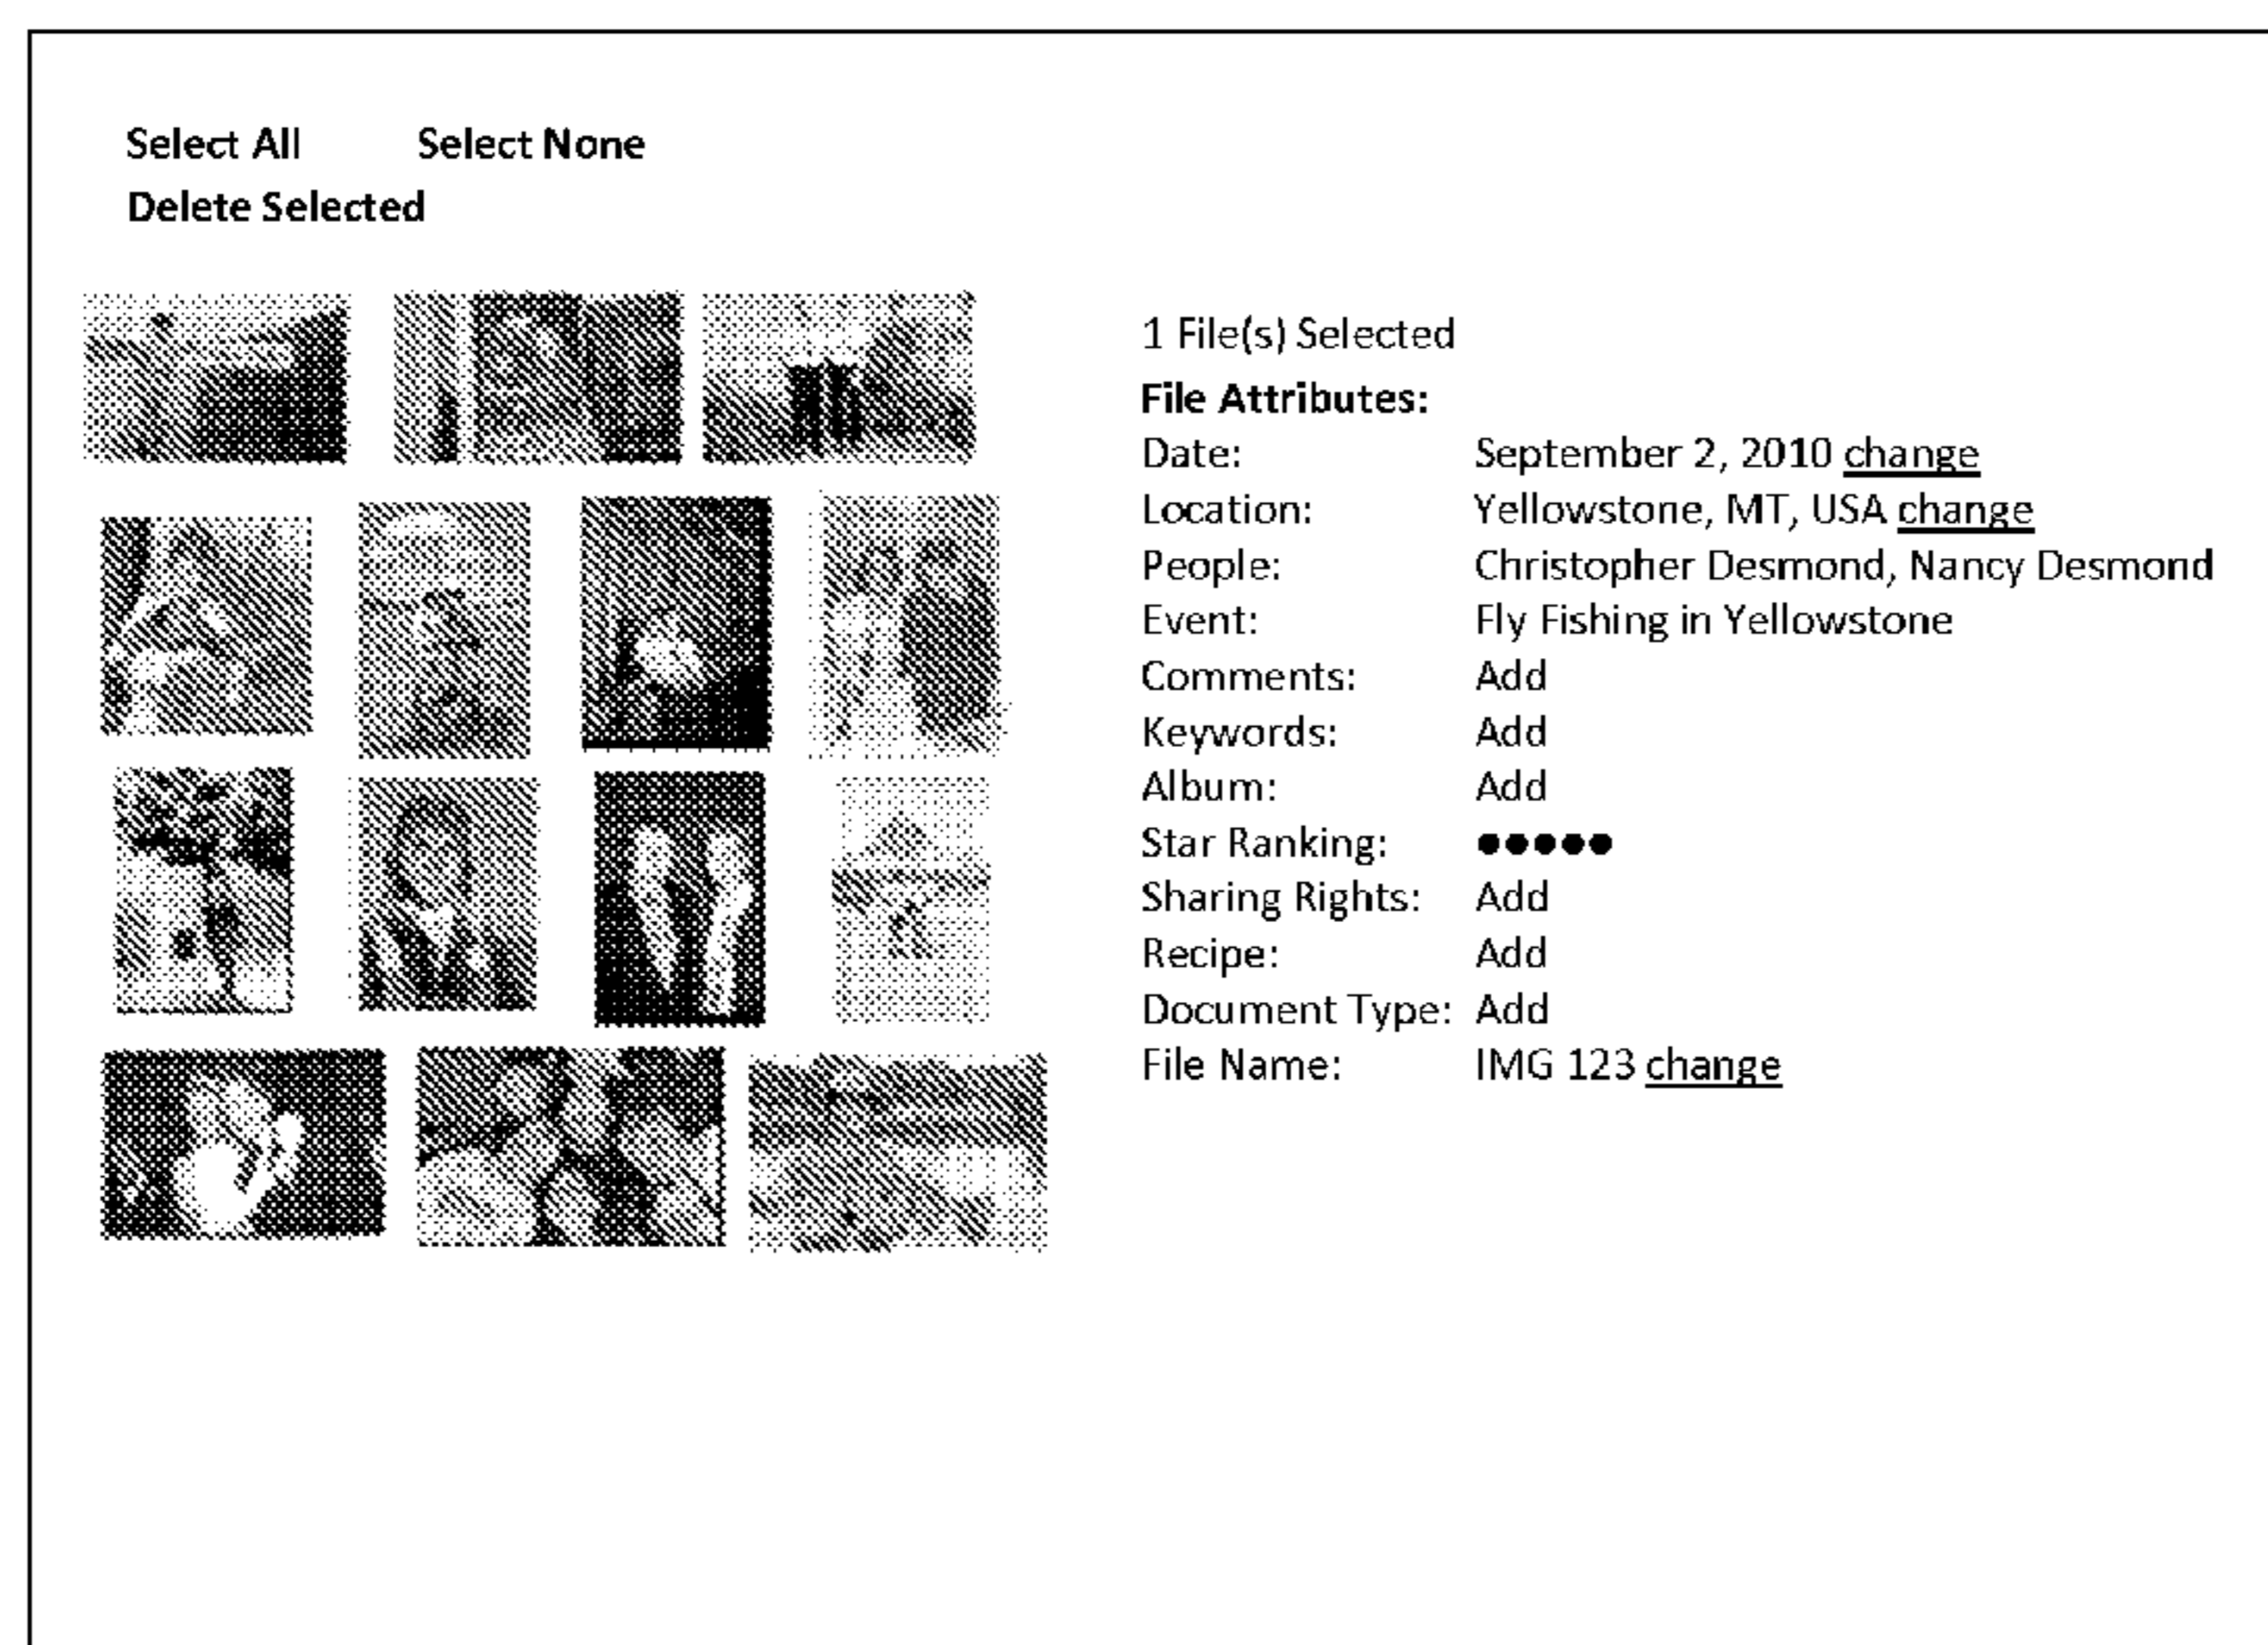 Select All Select None
Delete Selected
1 File(s) Selected
File Attributes:
Date: September 2, 2010 change
Location: Yellowstone, MT, USA change
People: Christopher Desmond, Nancy Desmond
Event: Fly Fishing in Yellowstone
Comments: Add
Keywords: Add
Album: Add
Star Ranking: ●●●●●
Sharing Rights: Add
Recipe: Add
Document Type: Add
File Name: IMG 123 change